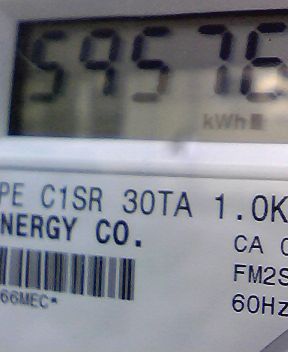 59576
kWh
PE C1SR 30TA 1.0K
NERGY CO.
CA
66MEC*
FM2S
60Hz